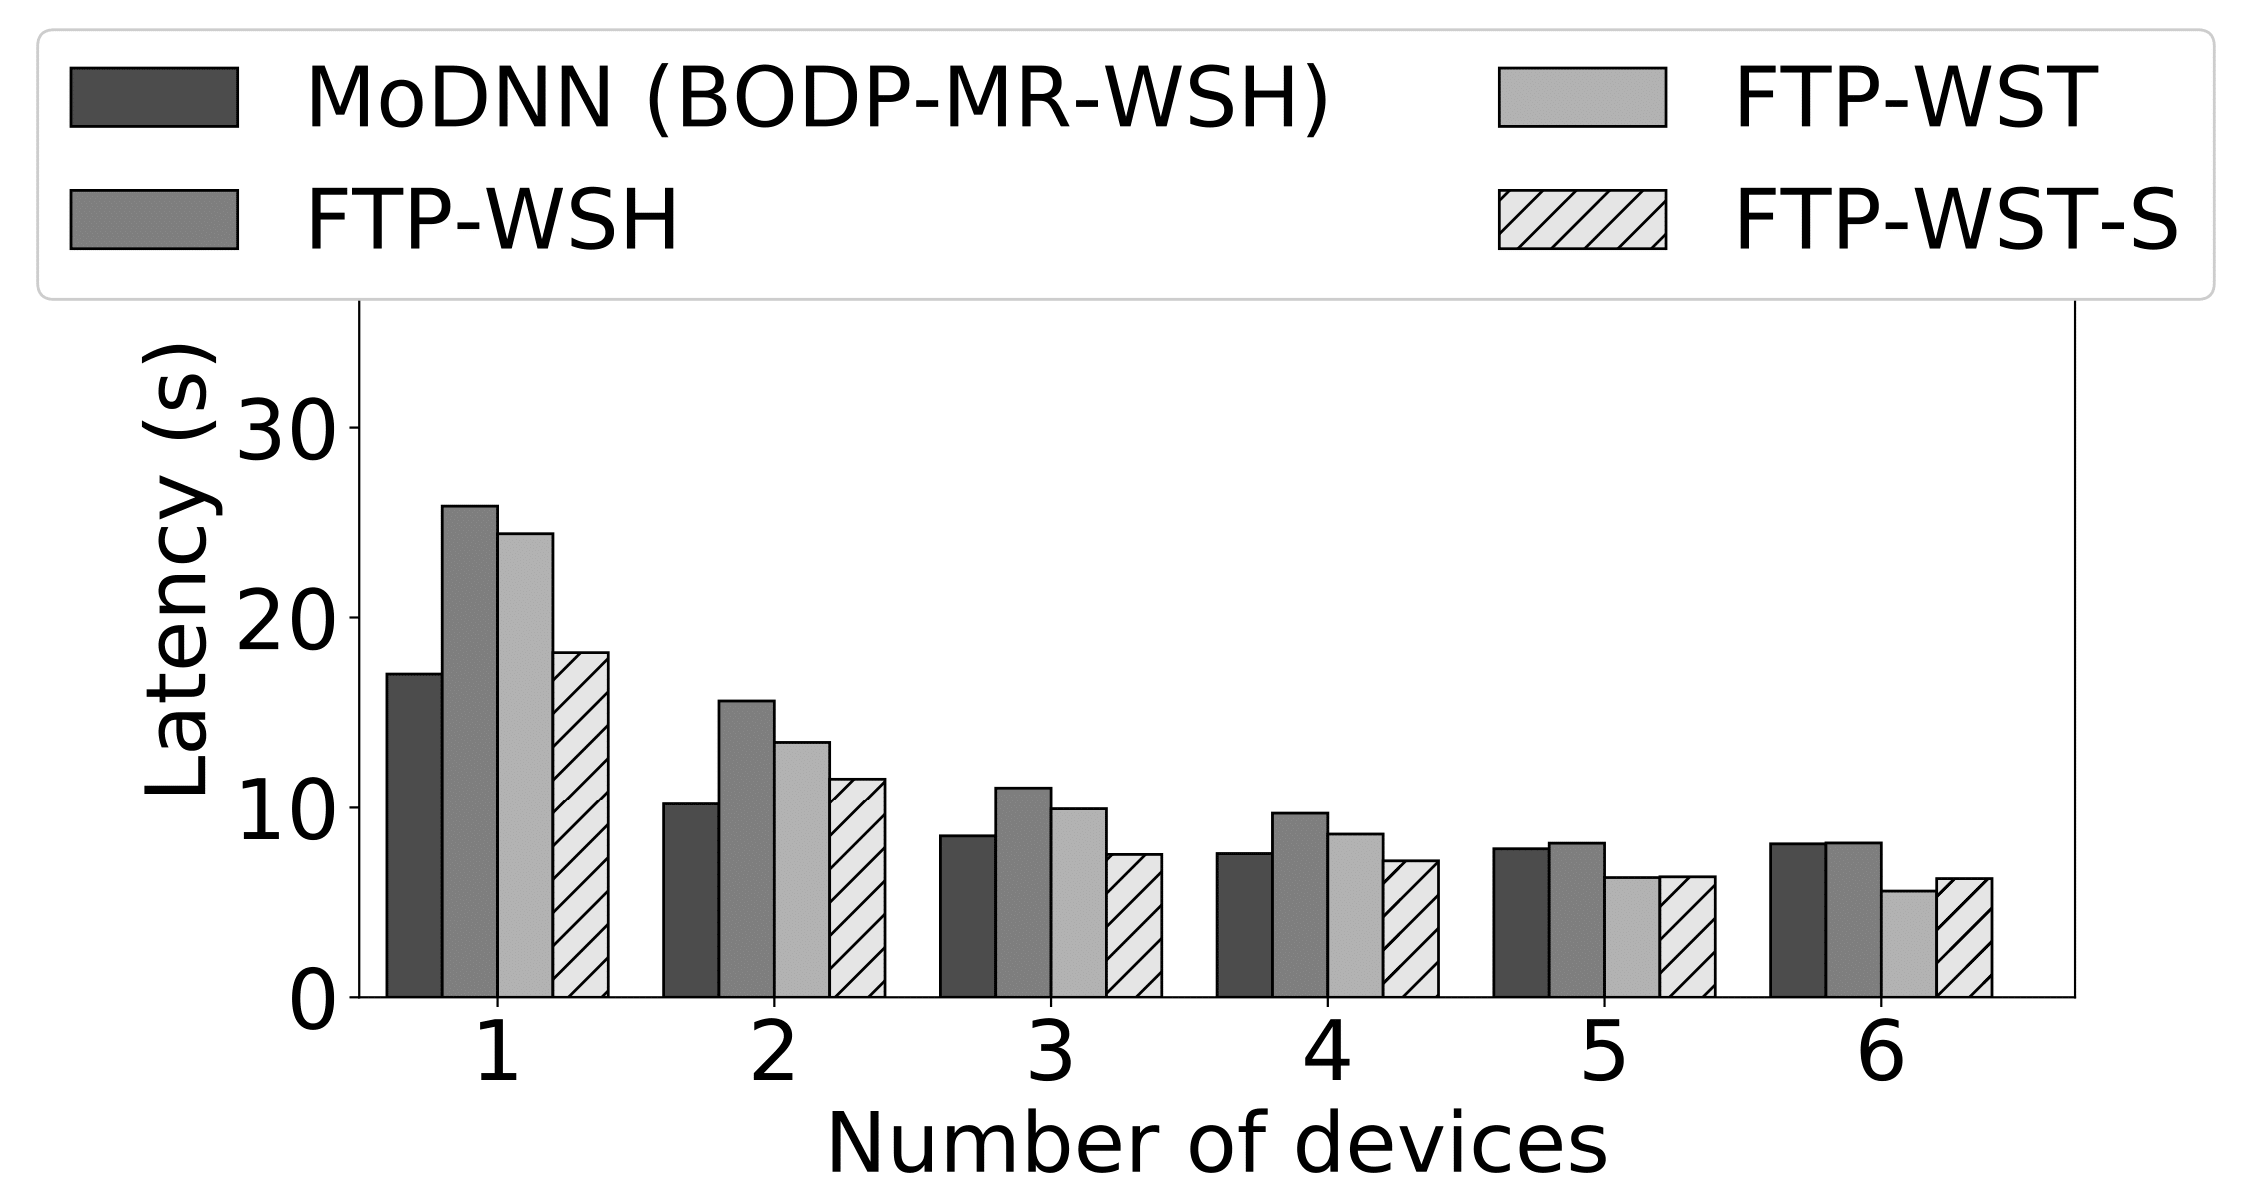 MoDNN (BODP-MR-WSH)
FTP-WSH
FTP-WST
FTP-WST-S
Latency (s)
30
20
10
0
1 2 3 4 5 6
Number of devices